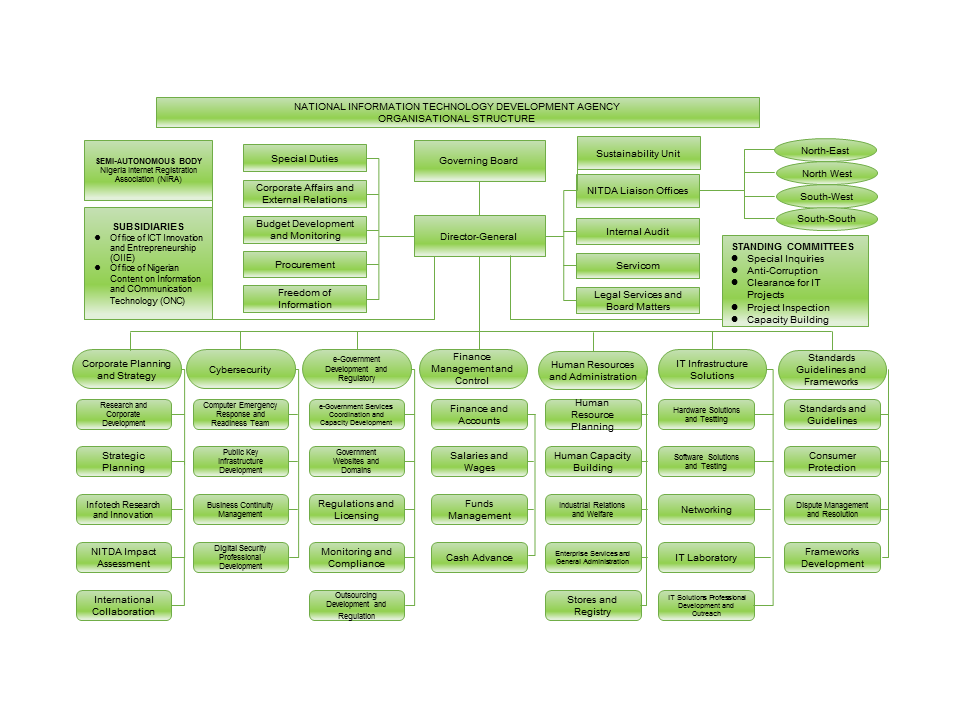 NATIONAL INFORMATION TECHNOLOGY DEVELOPMENT AGENCY
ORGANISATIONAL STRUCTURE
SEMI-AUTONOMOUS BODY
Nigeria Internet Registration
Association (NIRA)
SUBSIDIARIES
● Office of ICT Innovation
and Entrepreneurship
(OIIE)
● Office of Nigerian
Content on Information
and COmmunication
Technology (ONC)
Special Duties
Corporate Affairs and
External Relations
Budget Development
and Monitoring
Procurement
Freedom of
Information
Governing Board
Director-General
Sustainability Unit
NITDA Liaison Offices
Internal Audit
Servicom
Legal Services and
Board Matters
North-East
North West
South-West
South-South
STANDING COMMITTEES
● Special Inquiries
● Anti-Corruption
● Clearance for IT
Projects
● Project Inspection
● Capacity Building
Corporate Planning
and Strategy
Research and
Corporate
Development
Strategic
Planning
Infotech Research
and Innovation
NITDA Impact
Assessment
International
Collaboration
Cybersecurity
Computer Emergency
Response and
Readiness Team
Public Key
Infrastructure
Development
Business Continuity
Management
Digital Security
Professional
Development
e-Government
Development and
Regulatory
e-Government Services
Coordination and
Capacity Development
Government
Websites and
Domains
Regulations and
Licensing
Monitoring and
Compliance
Outsourcing
Development and
Regulation
Finance
Management and
Control
Finance and
Accounts
Salaries and
Wages
Funds
Management
Cash Advance
Human Resources
and Administration
Human
Resource
Planning
Human Capacity
Building
Industrial Relations
and Welfare
Enterprise Services and
General Administration
Stores and
Registry
IT Infrastructure
Solutions
Hardware Solutions
and Testting
Software Solutions
and Testing
Networking
IT Laboratory
IT Solutions Professional
Development and
Outreach
Standards
Guidelines and
Frameworks
Standards and
Guidelines
Consumer
Protection
Dispute Management
and Resolution
Frameworks
Development